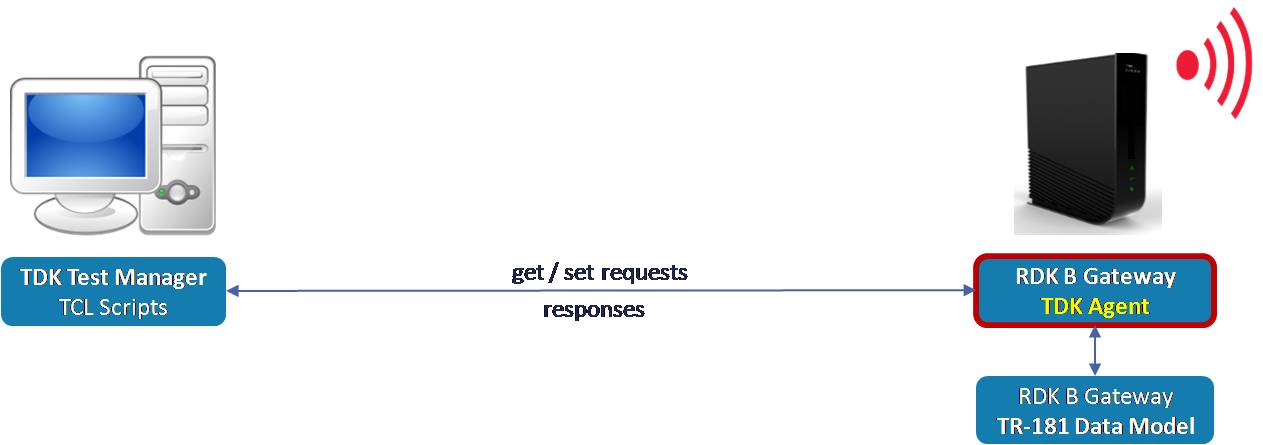 TDK Test Manager
TCL Scripts
get / set requests
responses
RDK B Gateway
TDK Agent
RDK B Gateway
TR-181 Data Model